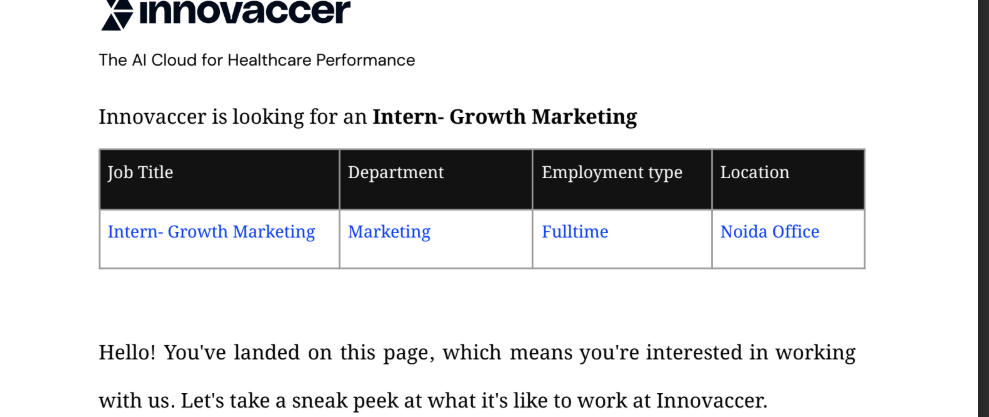 innovaccer
The AI Cloud for Healthcare Performance
Innovaccer is looking for an Intern- Growth Marketing
Job Title Department Employment type Location
Intern- Growth Marketing Marketing Fulltime Noida Office
Hello! You've landed on this page, which means you're interested in working
with us. Let's take a sneak peek at what it's like to work at Innovaccer.